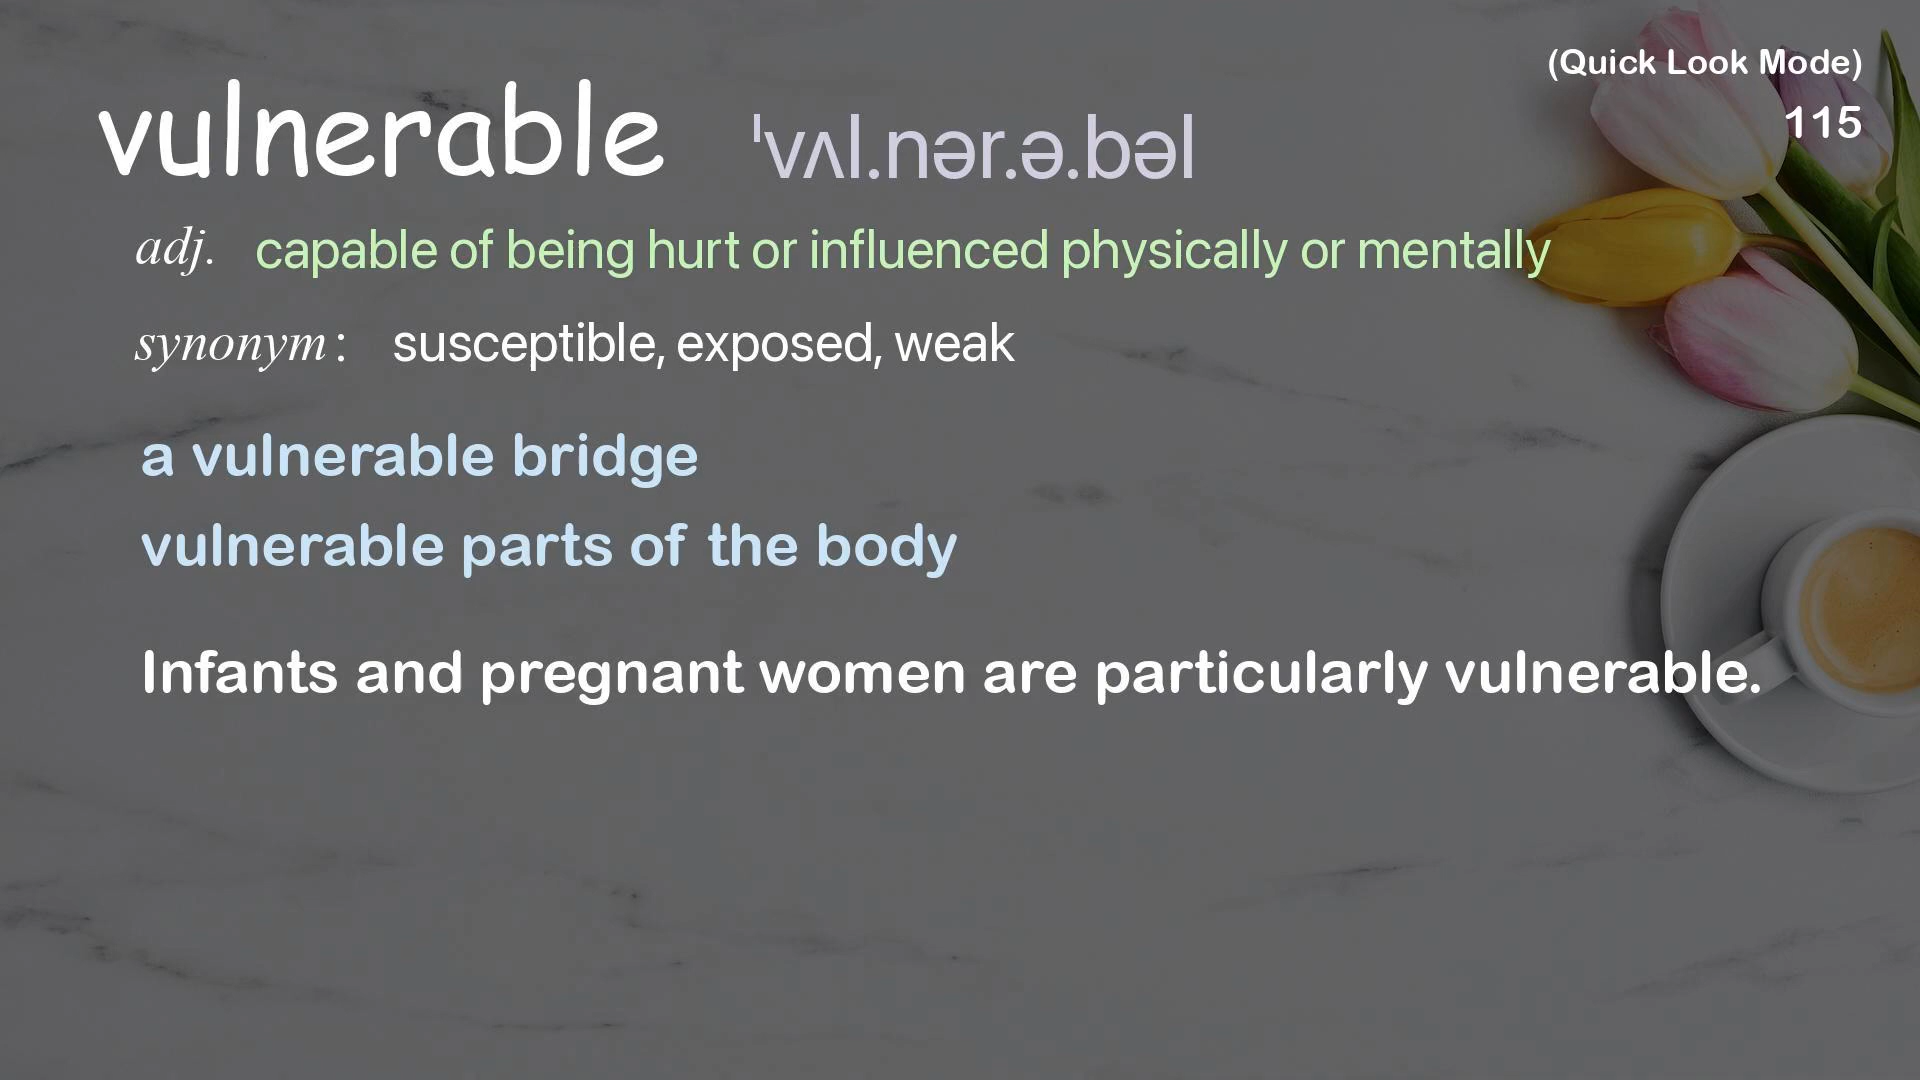 (Quick Look Mode)
115
vulnerable ˈvʌl.nər.ə.bəl
adj. capable of being hurt or influenced physically or mentally
synonym : susceptible, exposed, weak
a vulnerable bridge
vulnerable parts of the body
Infants and pregnant women are particularly vulnerable.